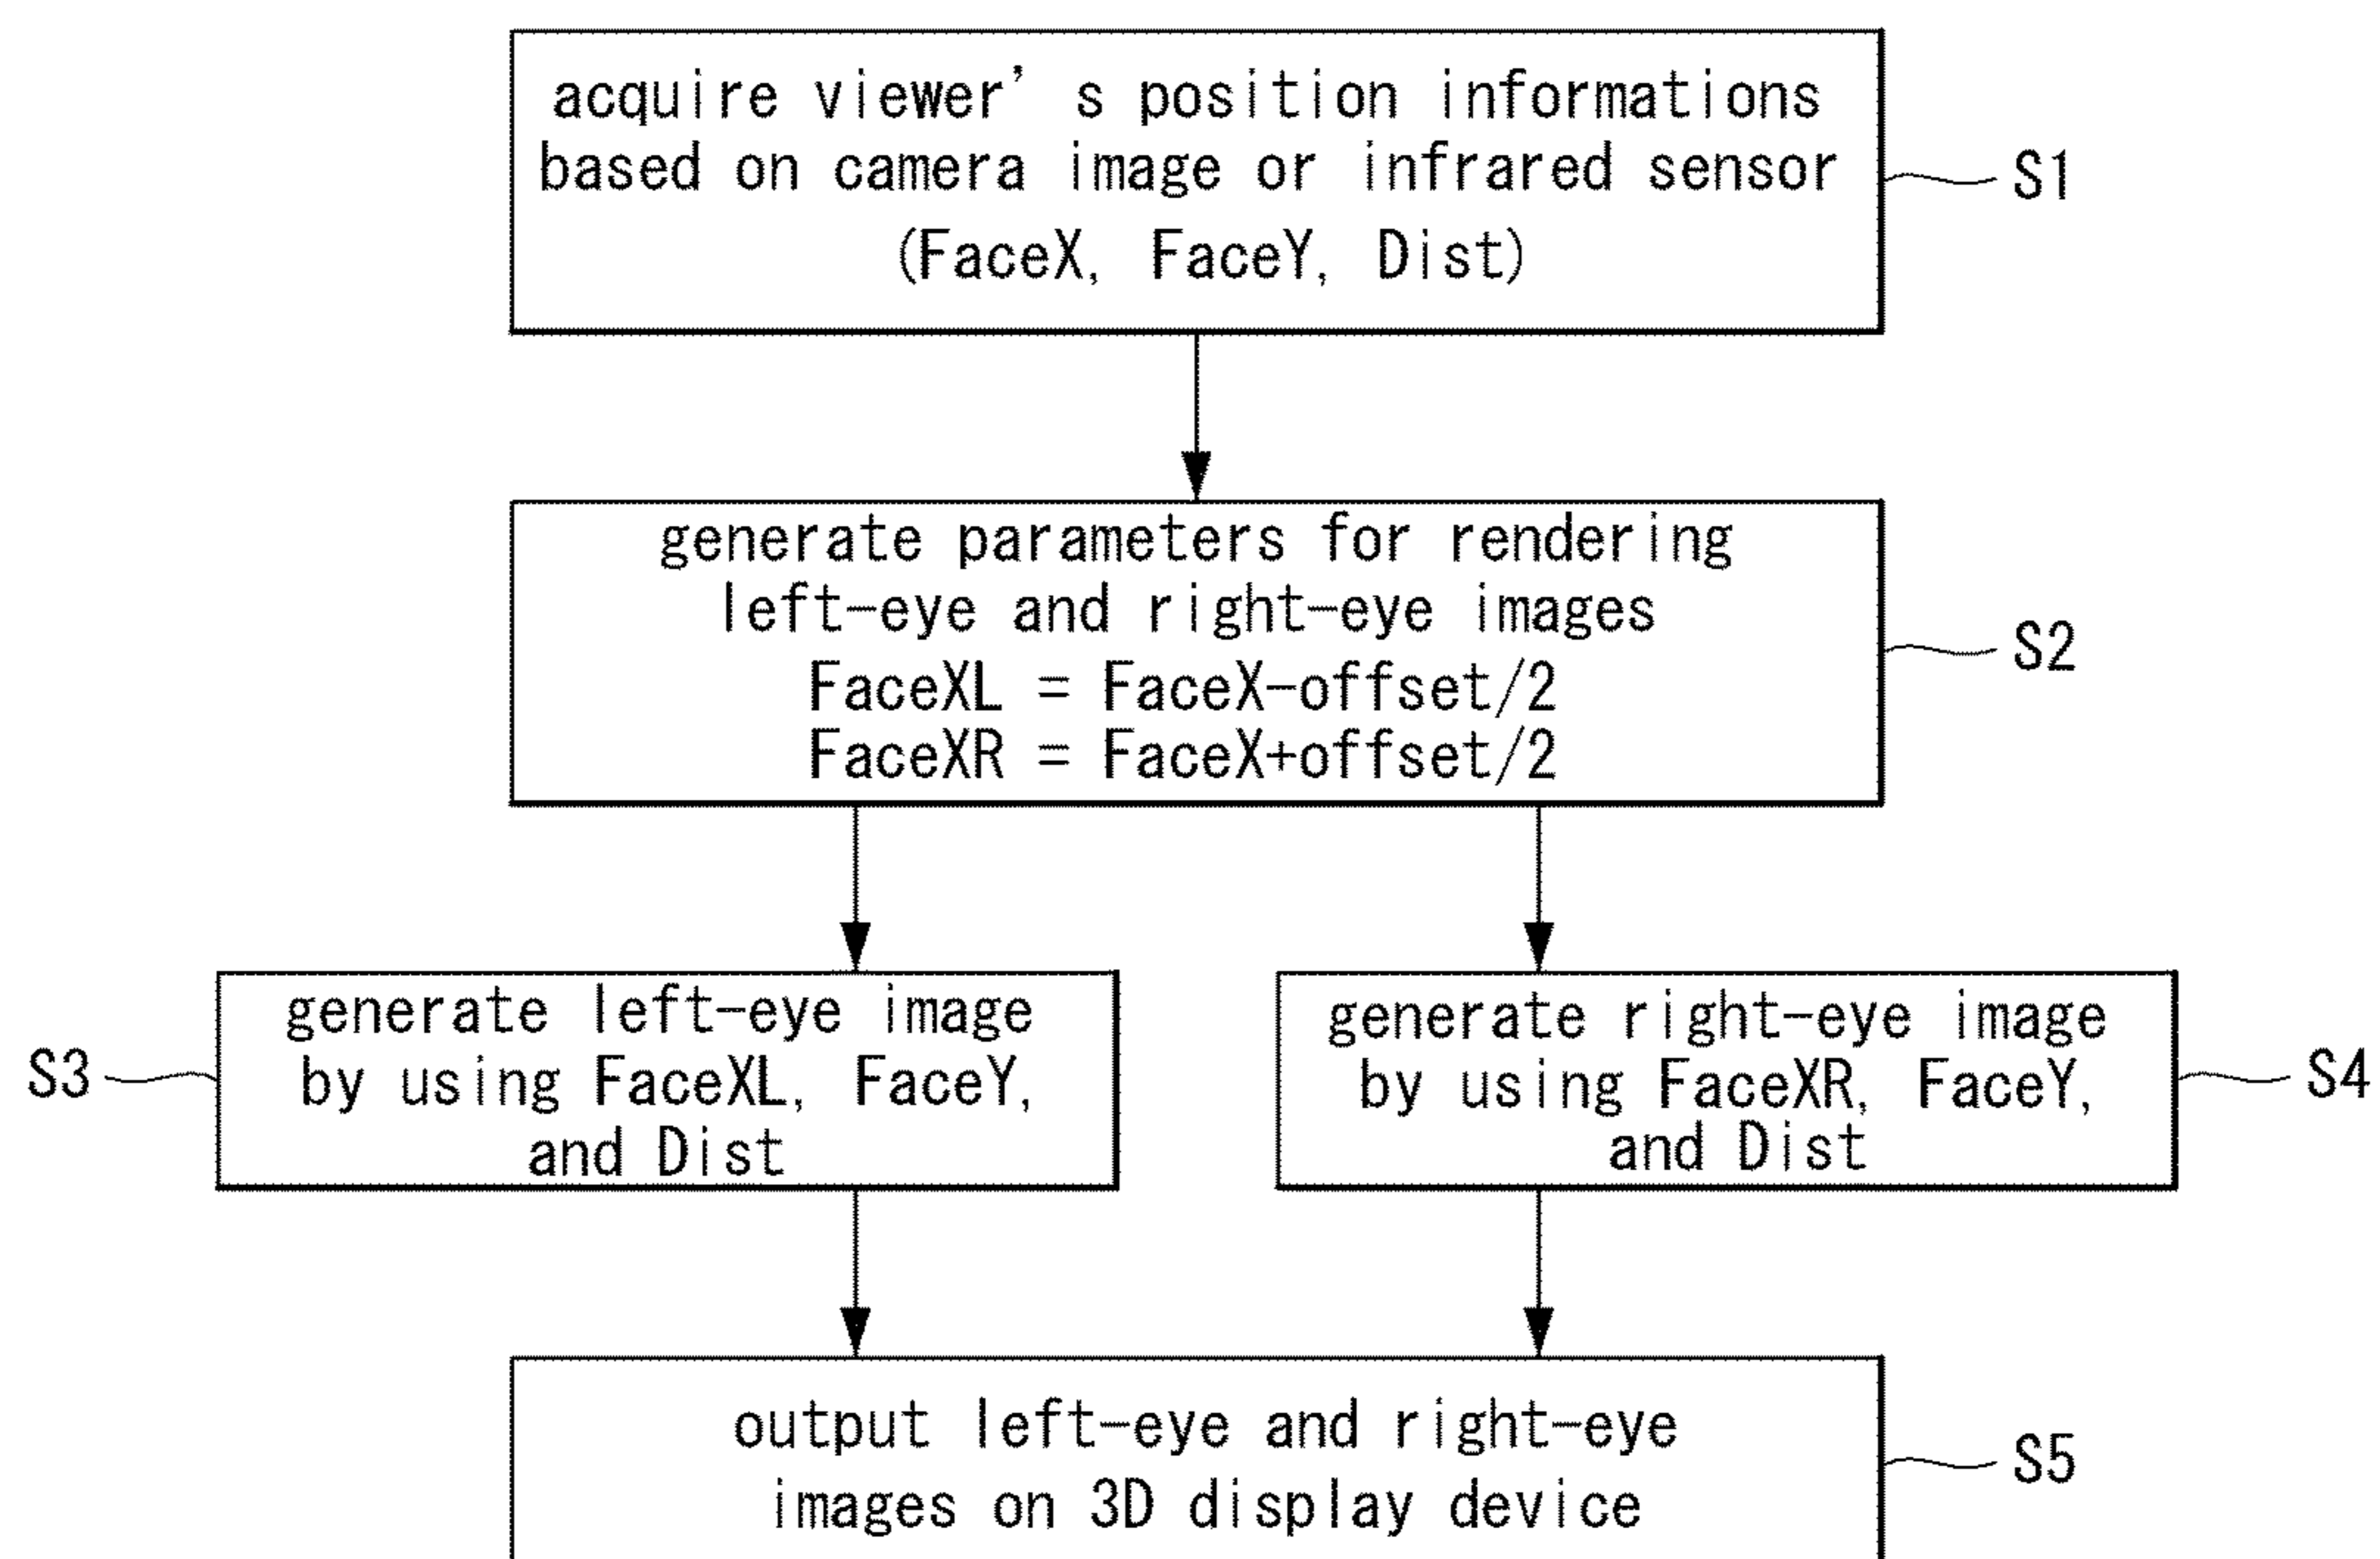 acquire viewer's position informations
based on camera image or infrared sensor
(FaceX, FaceY, Dist)
S1
generate parameters for rendering
left-eye and right-eye images
FaceXL = FaceX-offset/2
FaceXR = FaceX+offset/2
S2
S3
generate left-eye image
by using FaceXL, FaceY,
and Dist
generate right-eye image
by using FaceXR, FaceY,
and Dist
S4
output left-eye and right-eye
images on 3D display device
S5